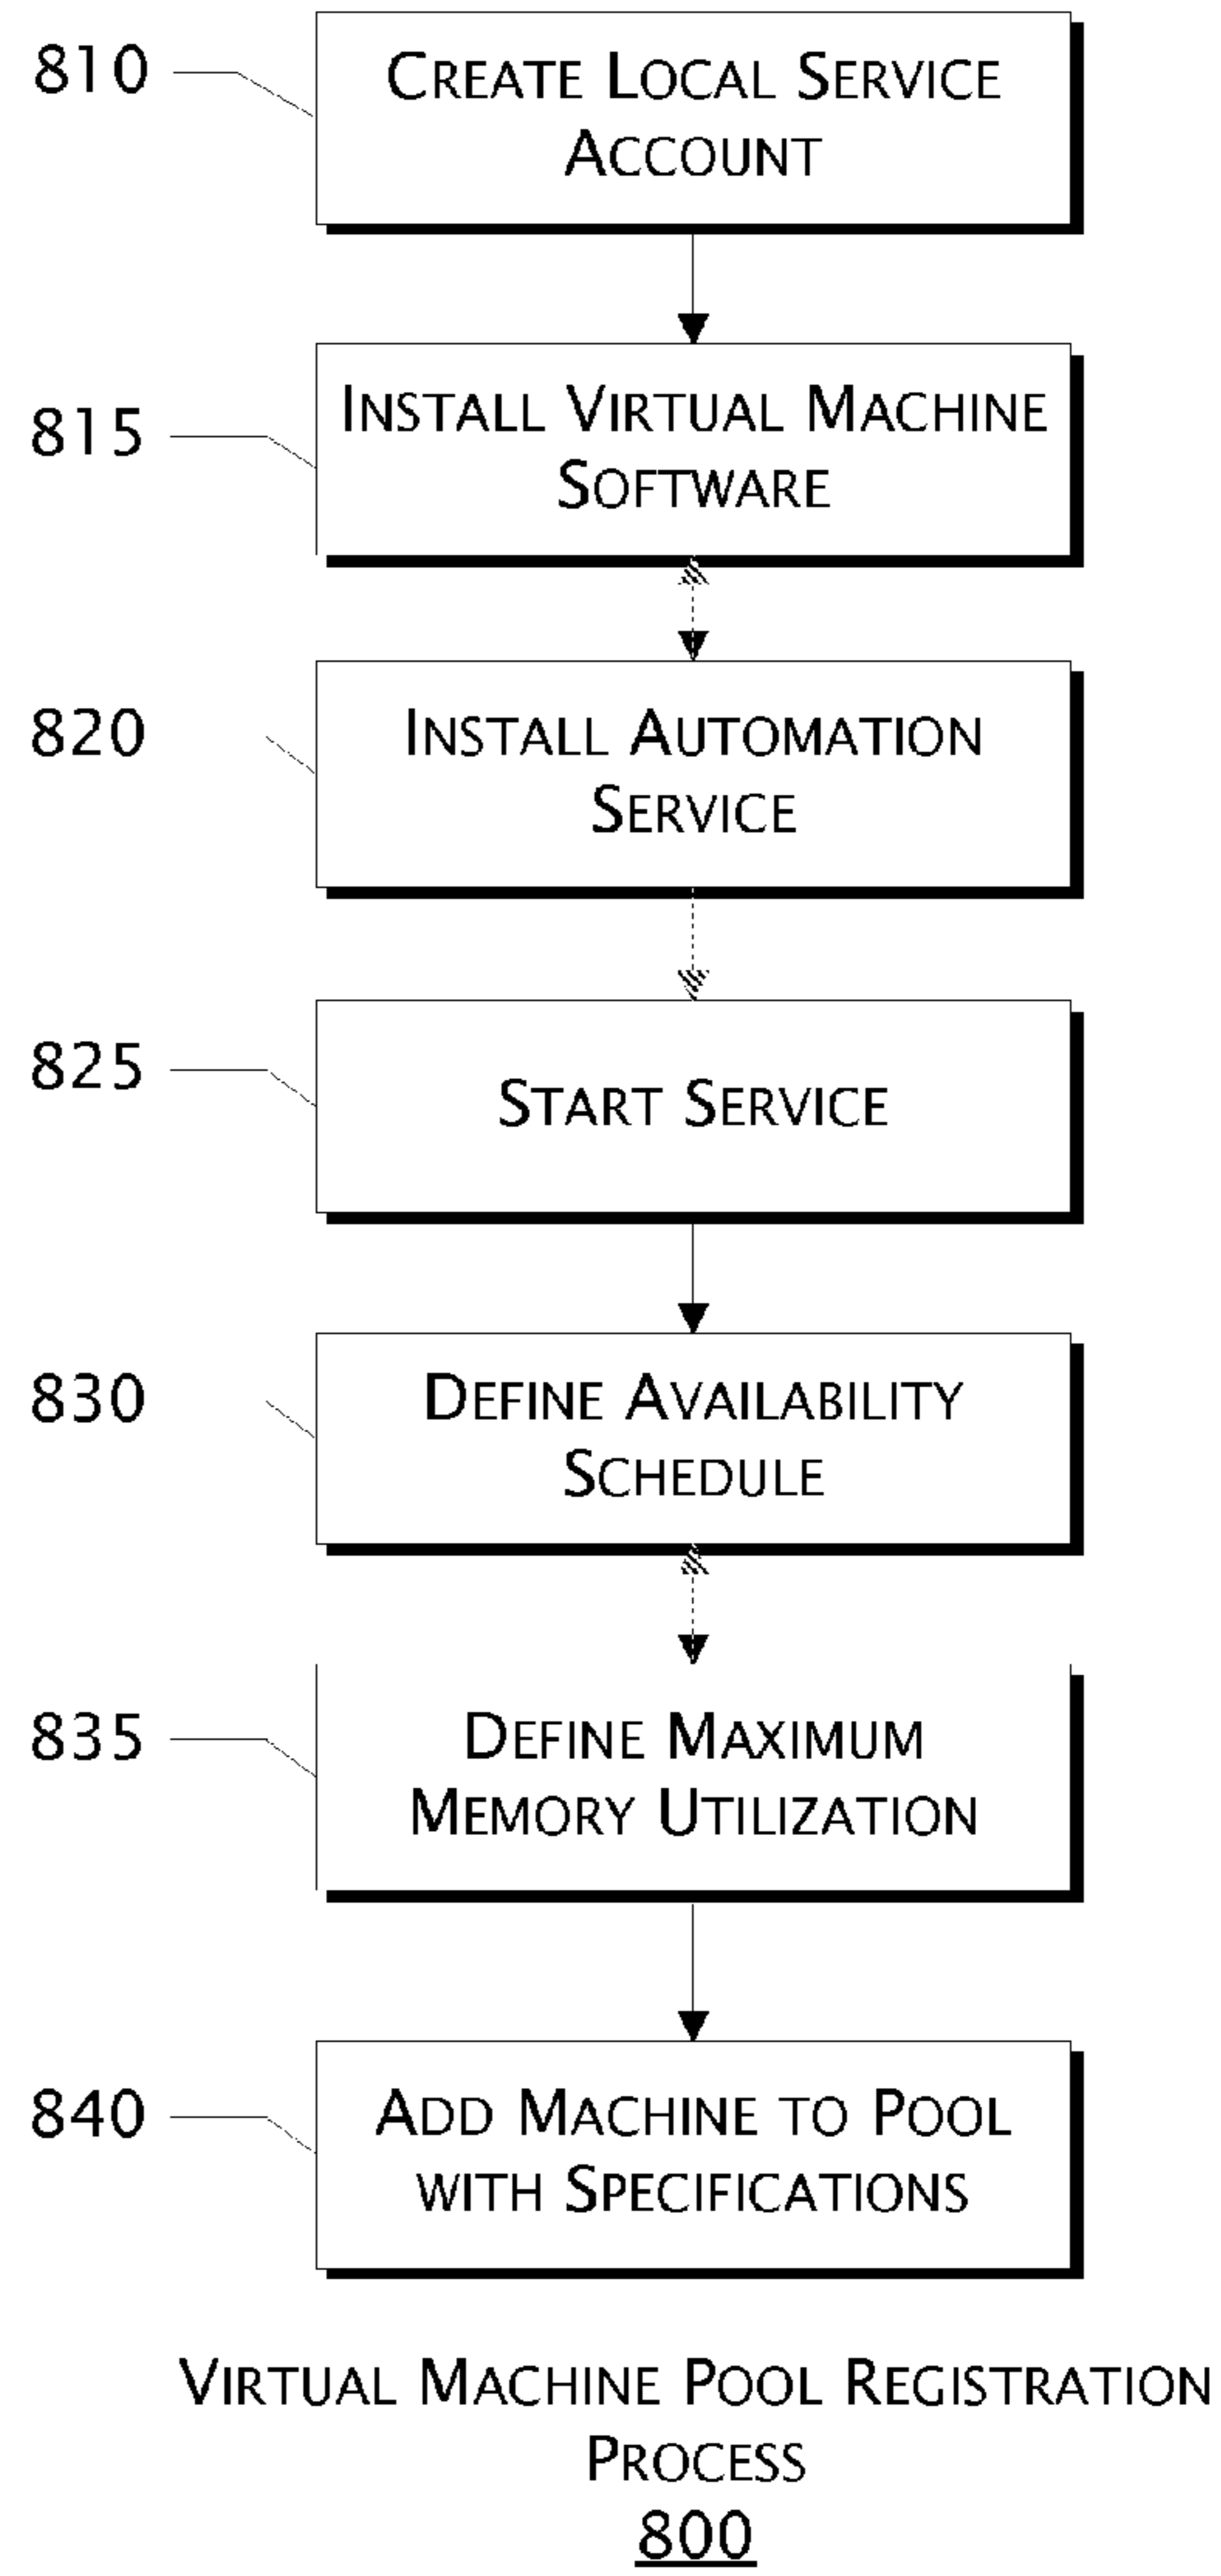 810
CREATE LOCAL SERVICE
ACCOUNT
815
INSTALL VIRTUAL MACHINE
SOFTWARE
820
INSTALL AUTOMATION
SERVICE
825
START SERVICE
830
DEFINE AVAILABILITY
SCHEDULE
835
DEFINE MAXIMUM
MEMORY UTILIZATION
840
ADD MACHINE TO POOL
WITH SPECIFICATIONS
VIRTUAL MACHINE POOL REGISTRATION
PROCESS
800